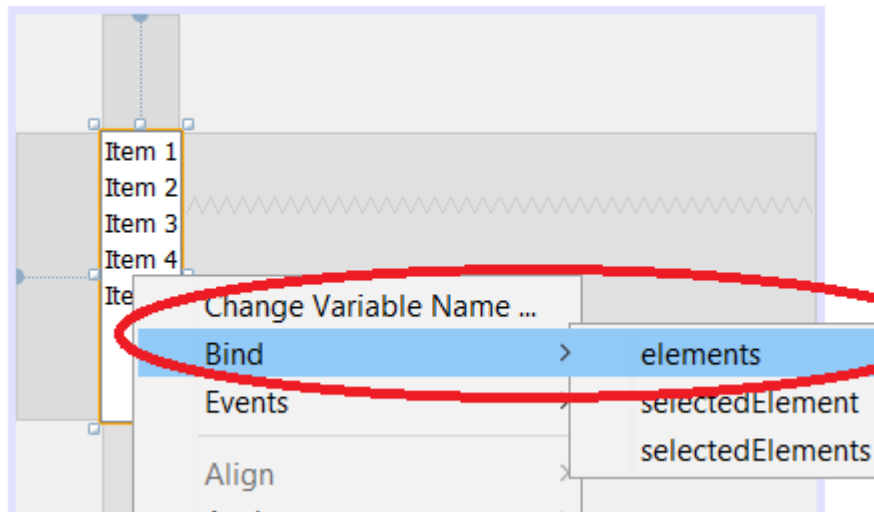 Item 1
Item 2
Item 3
Item 4
Change Variable Name ...
Bind
elements
Events
selectedElement
selectedElements
Align